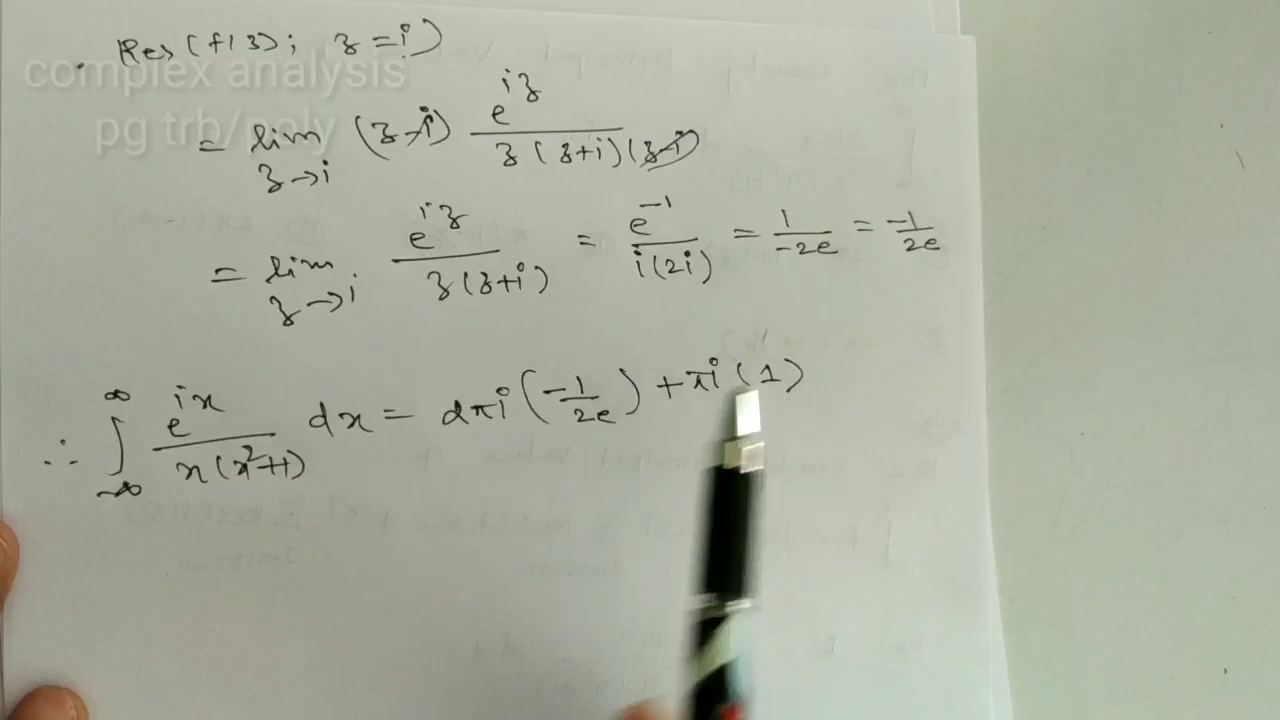 Res(f(z); z=i)
complex analysis
= lim z→i (z-i) e^{iz} / z(z+i)(z-i)
pg trb/poly
= lim z→i e^{iz} / z(z+i) = e^{-1} / i(2i) = 1/-2e = -1/2e
∴ ∫_{-∞}^{∞} e^{ix} / x(x²+1) dx = 2πi(-1/2e) + πi(1)